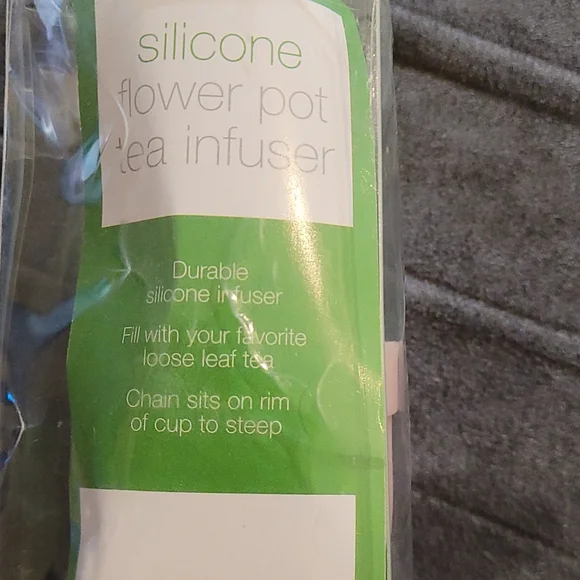 silicone
flower pot
tea infuser
Durable
silicone infuser
Fill with your favorite
loose leaf tea
Chain sits on rim
of cup to steep